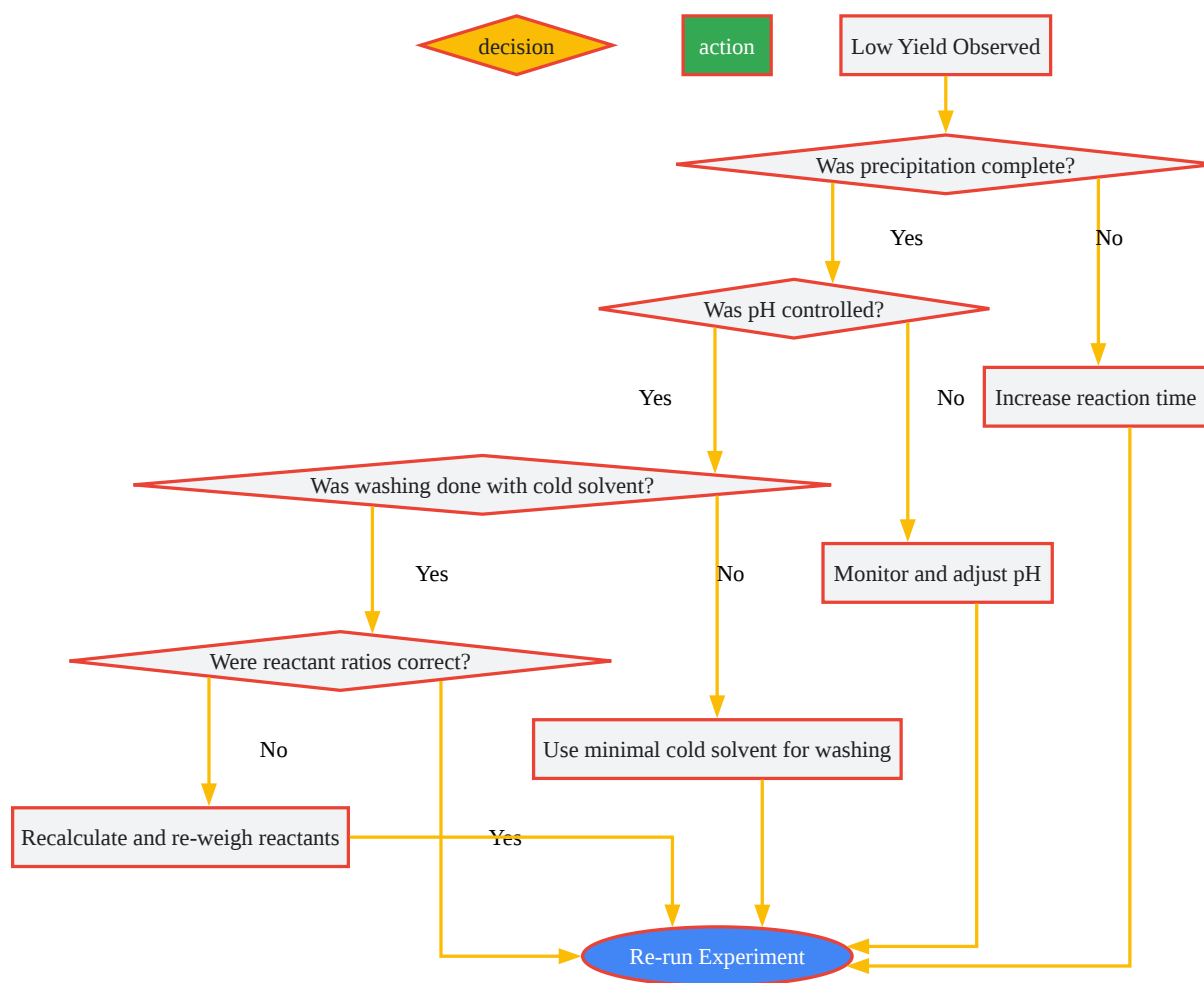 decision
action
Low Yield Observed
Was precipitation complete?
Yes
No
Was pH controlled?
Yes
No
Increase reaction time
Was washing done with cold solvent?
Yes
No
Monitor and adjust pH
Were reactant ratios correct?
No
Use minimal cold solvent for washing
Recalculate and re-weigh reactants
Yes
Re-run Experiment